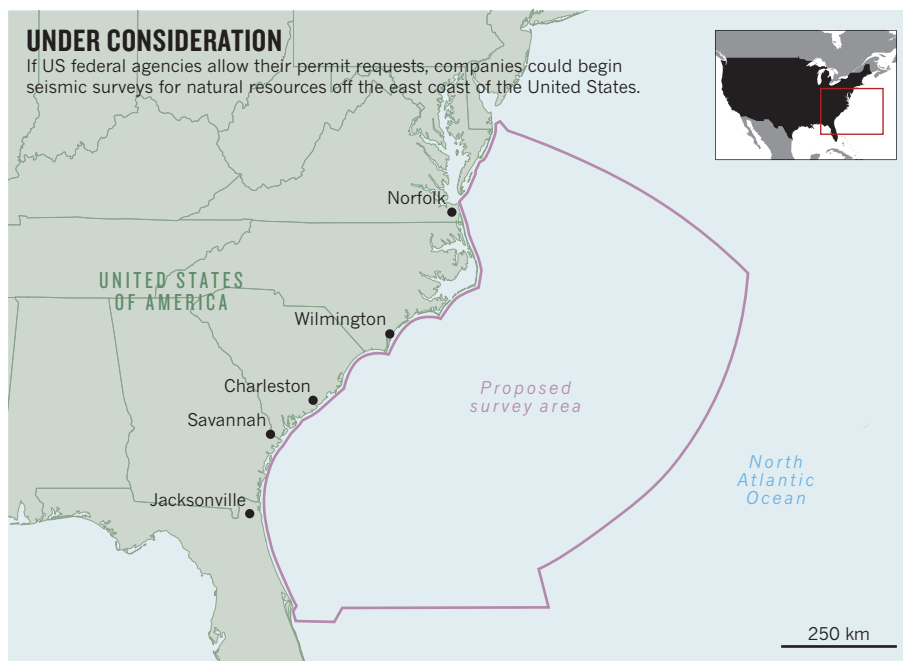 UNDER CONSIDERATION
If US federal agencies allow their permit requests, companies could begin
seismic surveys for natural resources off the east coast of the United States.
Norfolk
UNITED STATES
OF AMERICA
Wilmington
Charleston
Proposed
survey area
Savannah
North
Atlantic
Ocean
Jacksonville
250 km